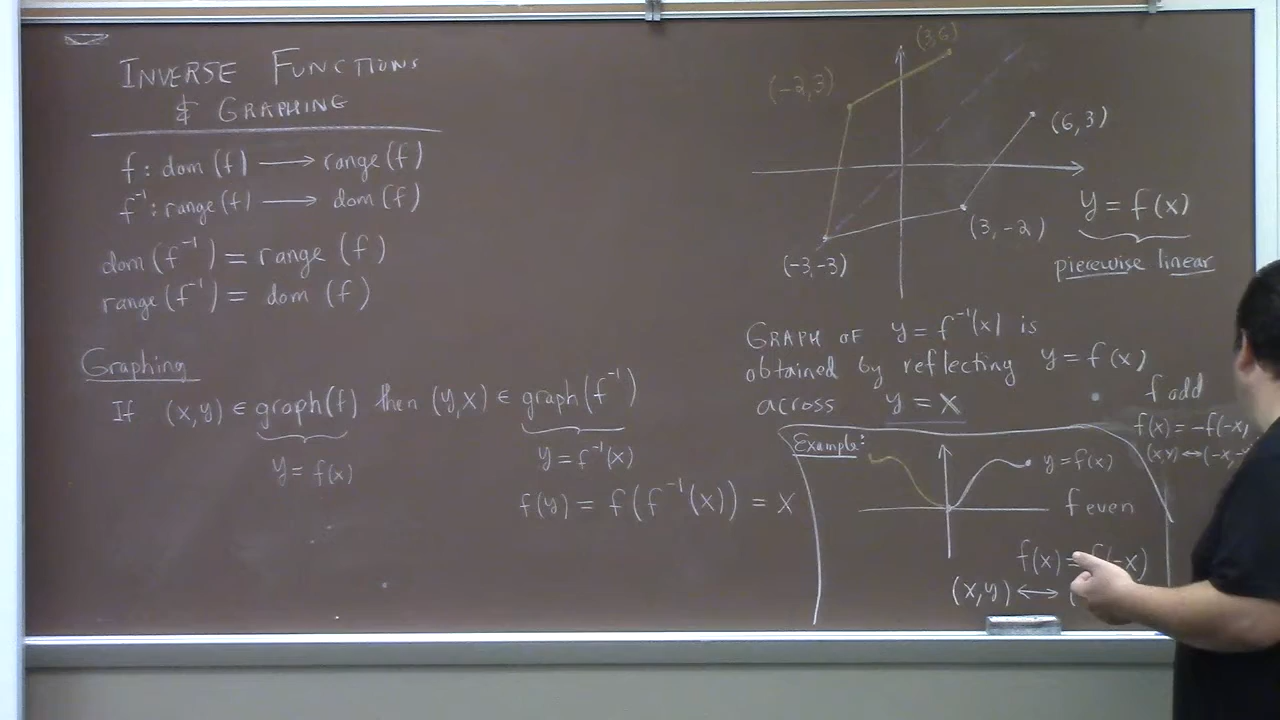 INVERSE FUNCTIONS
& GRAPHING
f : dom (f) ⟶ range (f)
f⁻¹ : range (f) ⟶ dom (f)
dom (f⁻¹) = range (f)
range (f⁻¹) = dom (f)
Graphing
If (x,y) ∈ graph(f) then (y,x) ∈ graph (f⁻¹)
y = f(x)
y = f⁻¹(x)
f(y) = f(f⁻¹(x)) = x
(3,6)
(-2,3)
(6,3)
(3,-2)
(-3,-3)
y = f(x)
piecewise linear
GRAPH OF y = f⁻¹(x) is
obtained by reflecting y = f(x)
across y = x
Example:
y = f(x)
f even
f(x) = f(-x)
(x,y) ⟷ (
f odd
f(x) = -f(-x)
(x,y) ⟷ (-x,-